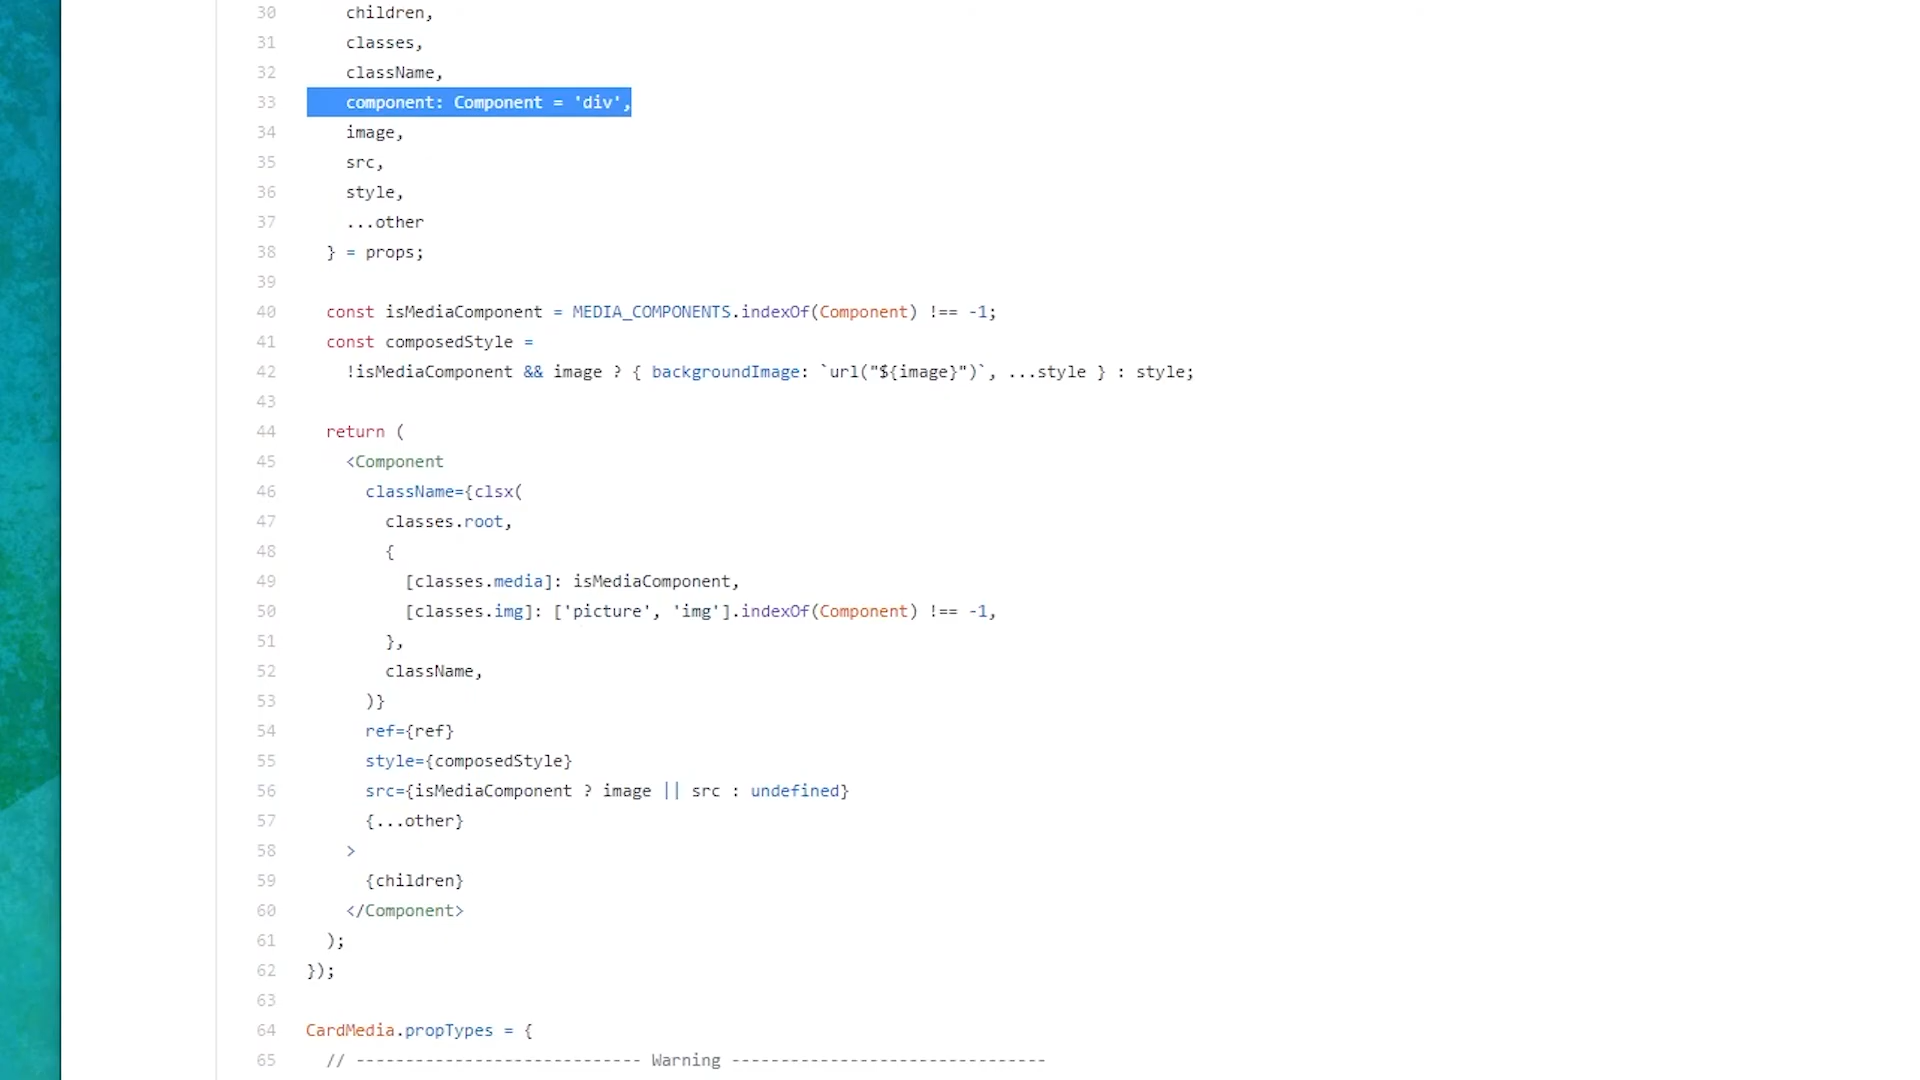 30 children,
31 classes,
32 className,
33 component: Component = 'div',
34 image,
35 src,
36 style,
37 ...other
38 } = props;
39
40 const isMediaComponent = MEDIA_COMPONENTS.indexOf(Component) !== -1;
41 const composedStyle =
42 !isMediaComponent && image ? { backgroundImage: `url("${image}")`, ...style } : style;
43
44 return (
45 <Component
46 className={clsx(
47 classes.root,
48 {
49 [classes.media]: isMediaComponent,
50 [classes.img]: ['picture', 'img'].indexOf(Component) !== -1,
51 },
52 className,
53 )}
54 ref={ref}
55 style={composedStyle}
56 src={isMediaComponent ? image || src : undefined}
57 {...other}
58 >
59 {children}
60 </Component>
61 );
62 });
63
64 CardMedia.propTypes = {
65 // ----------------------------- Warning --------------------------------